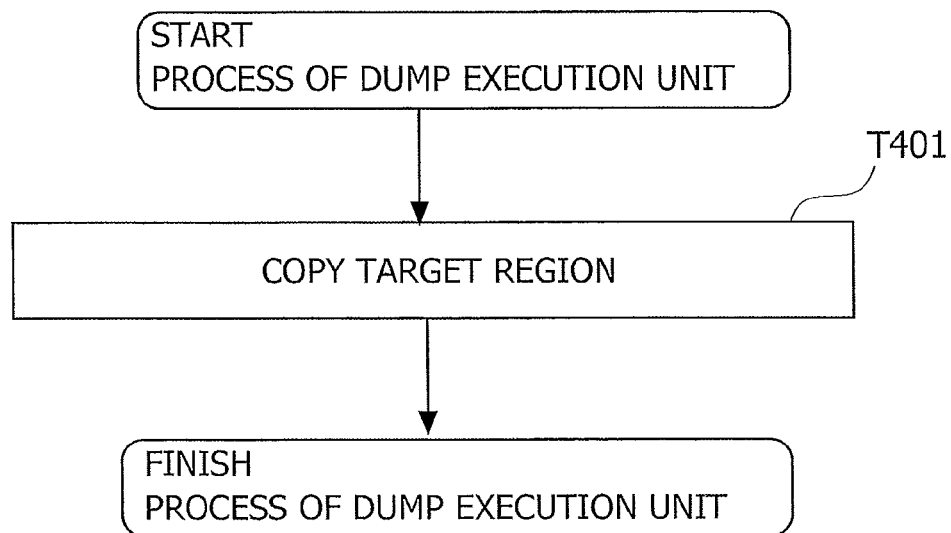 START
PROCESS OF DUMP EXECUTION UNIT
T401
COPY TARGET REGION
FINISH
PROCESS OF DUMP EXECUTION UNIT